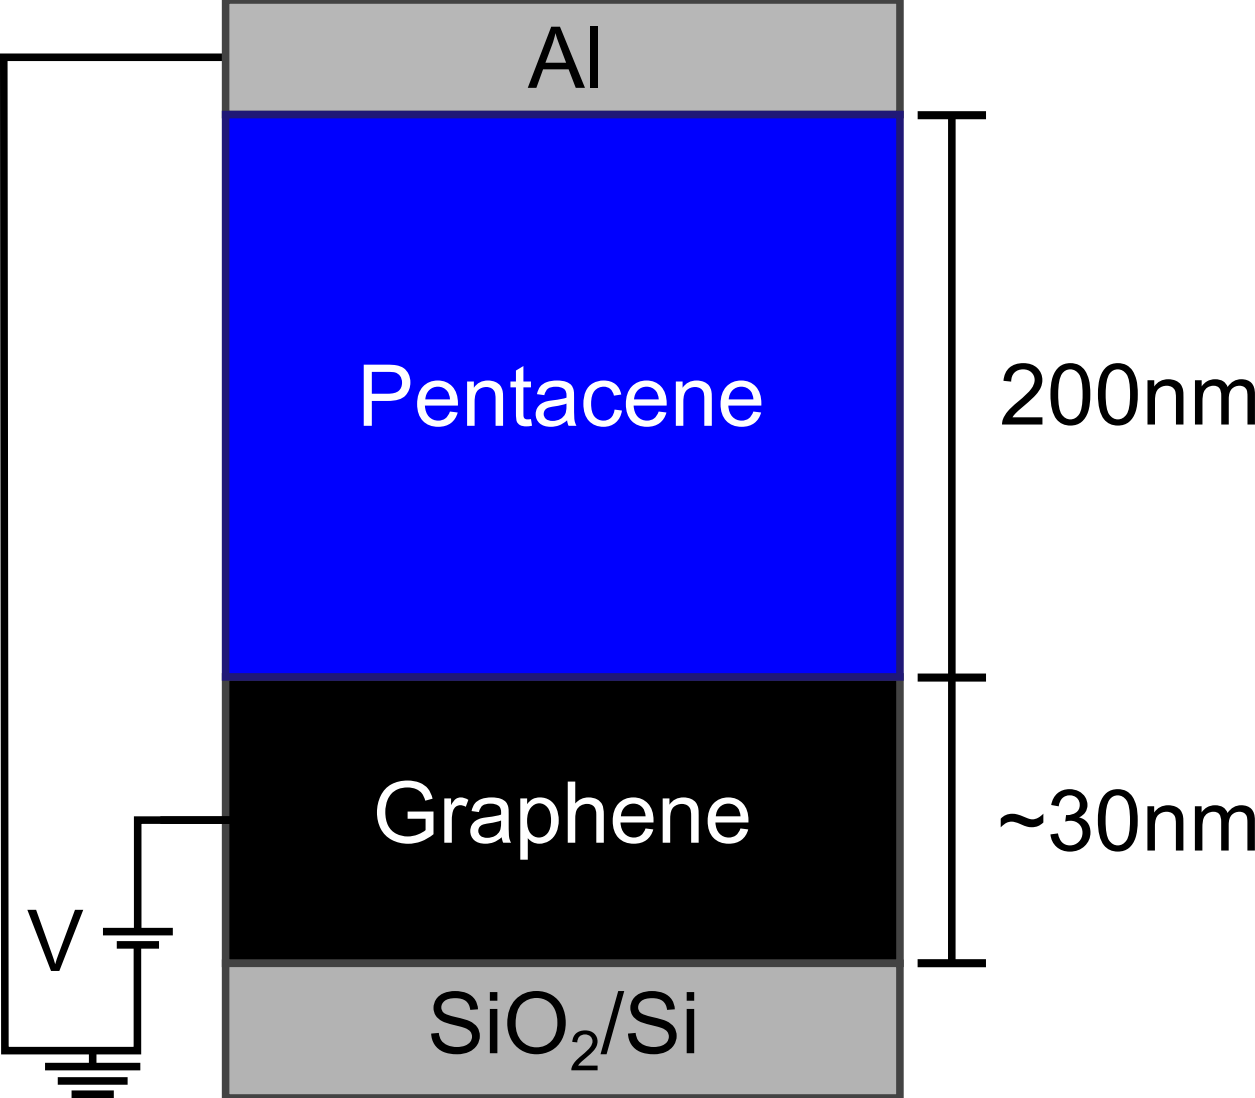 Al
Pentacene
200nm
Graphene
~30nm
V
SiO₂/Si